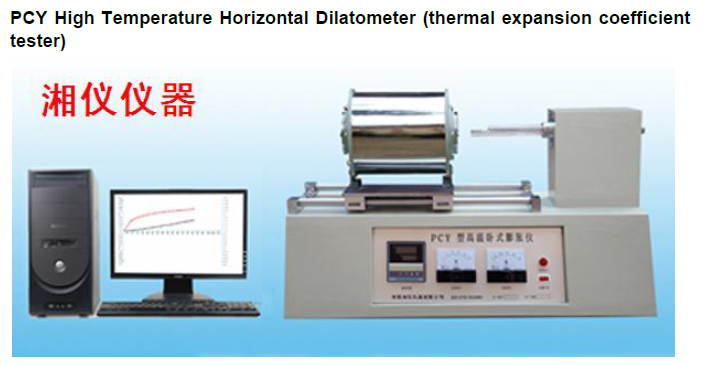 PCY High Temperature Horizontal Dilatometer (thermal expansion coefficient
tester)
湘仪仪器
PCY 型高温卧式膨胀仪